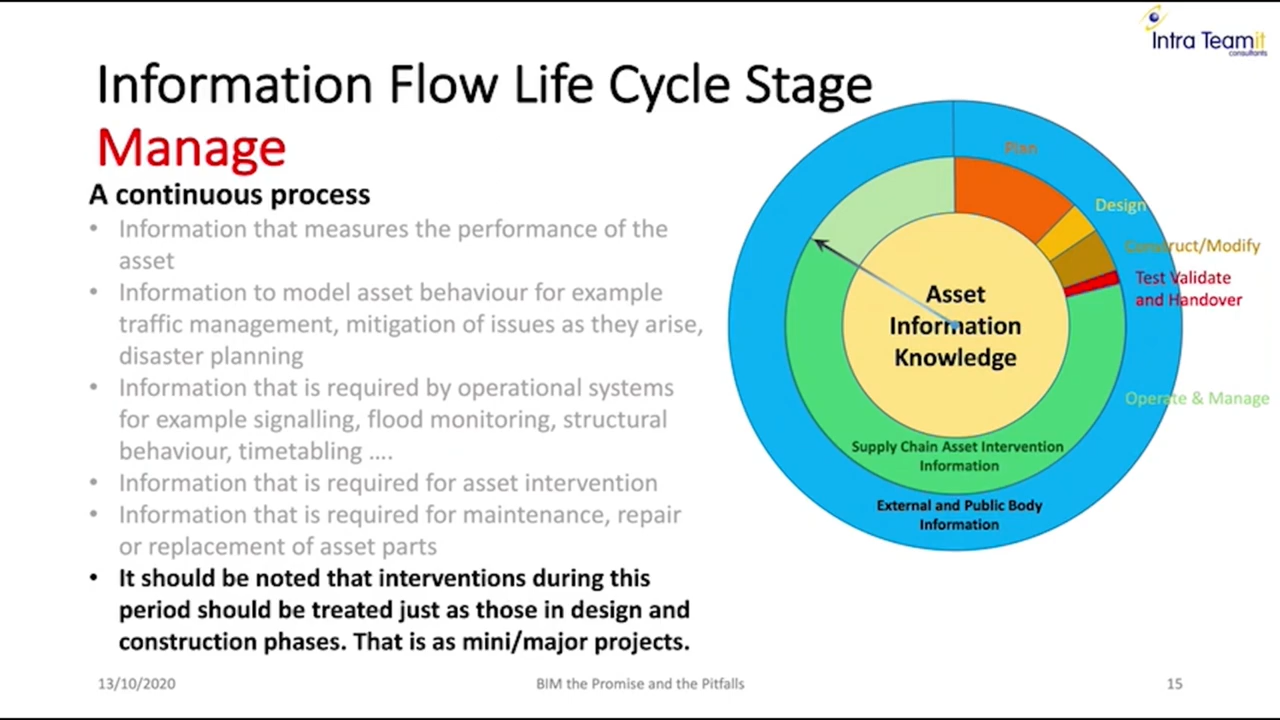 Intra Teamit
consultants
Information Flow Life Cycle Stage
Manage
A continuous process
• Information that measures the performance of the
asset
• Information to model asset behaviour for example
traffic management, mitigation of issues as they arise,
disaster planning
• Information that is required by operational systems
for example signalling, flood monitoring, structural
behaviour, timetabling ....
• Information that is required for asset intervention
• Information that is required for maintenance, repair
or replacement of asset parts
• It should be noted that interventions during this
period should be treated just as those in design and
construction phases. That is as mini/major projects.
Plan
Design
Construct/Modify
Test Validate
and Handover
Asset
Information
Knowledge
Operate & Manage
Supply Chain Asset Intervention
Information
External and Public Body
Information
13/10/2020
BIM the Promise and the Pitfalls
15